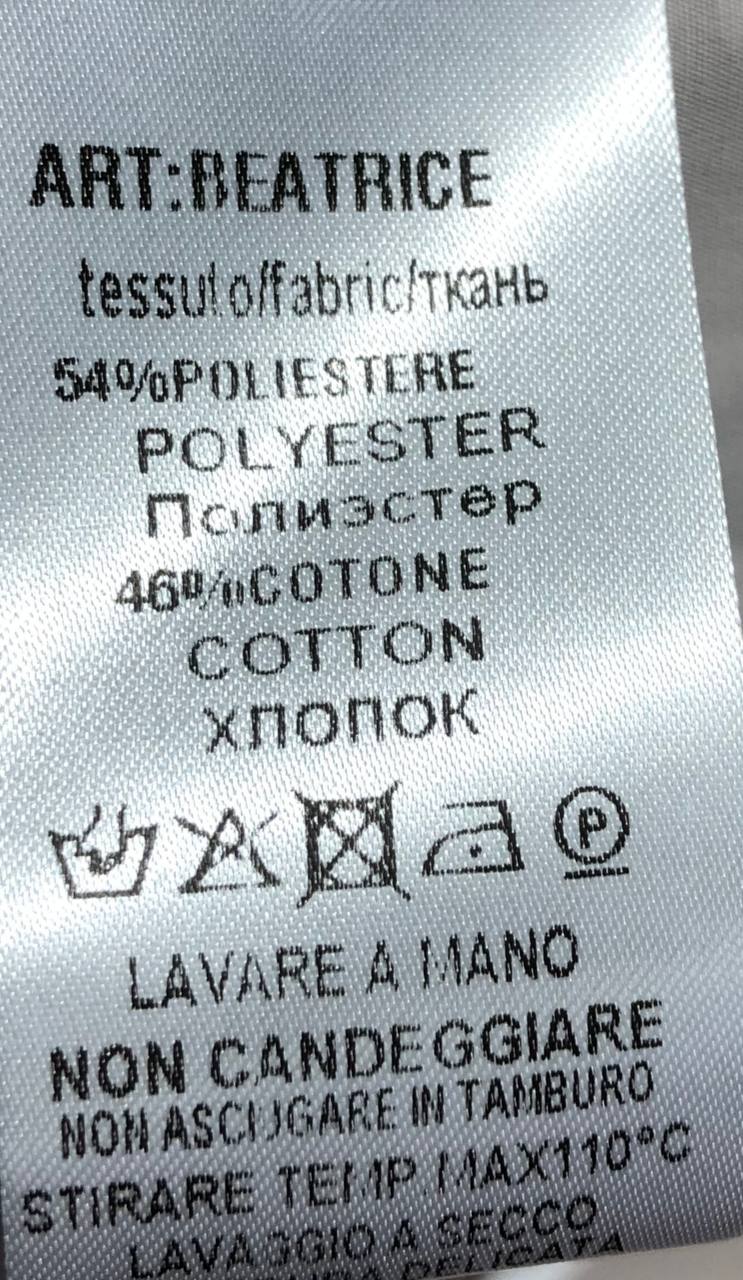 ART:BEATRICE
tessuto/fabric/ткань
54%POLIESTERE
POLYESTER
Полиэстер
46%COTONE
COTTON
ХЛОПОК
P
LAVARE A MANO
NON CANDEGGIARE
NON ASCIUGARE IN TAMBURO
STIRARE TEMP.MAX110°C
LAVAGGIO A SECCO
DELICATA